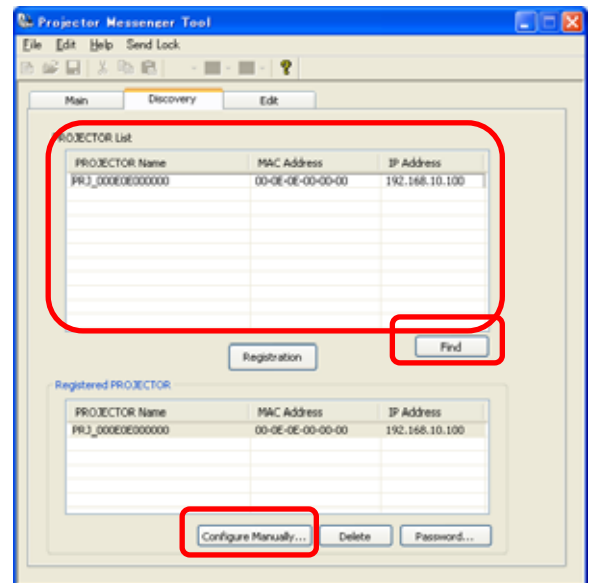 Projector Messenger Tool
File Edit Help Send Lock
Main Discovery Edit
PROJECTOR List
PROJECTOR Name MAC Address IP Address
PRJ_000E0E000000 00-0E-0E-00-00-00 192.168.10.100
Find
Registration
Registered PROJECTOR
PROJECTOR Name MAC Address IP Address
PRJ_000E0E000000 00-0E-0E-00-00-00 192.168.10.100
Configure Manually... Delete Password...